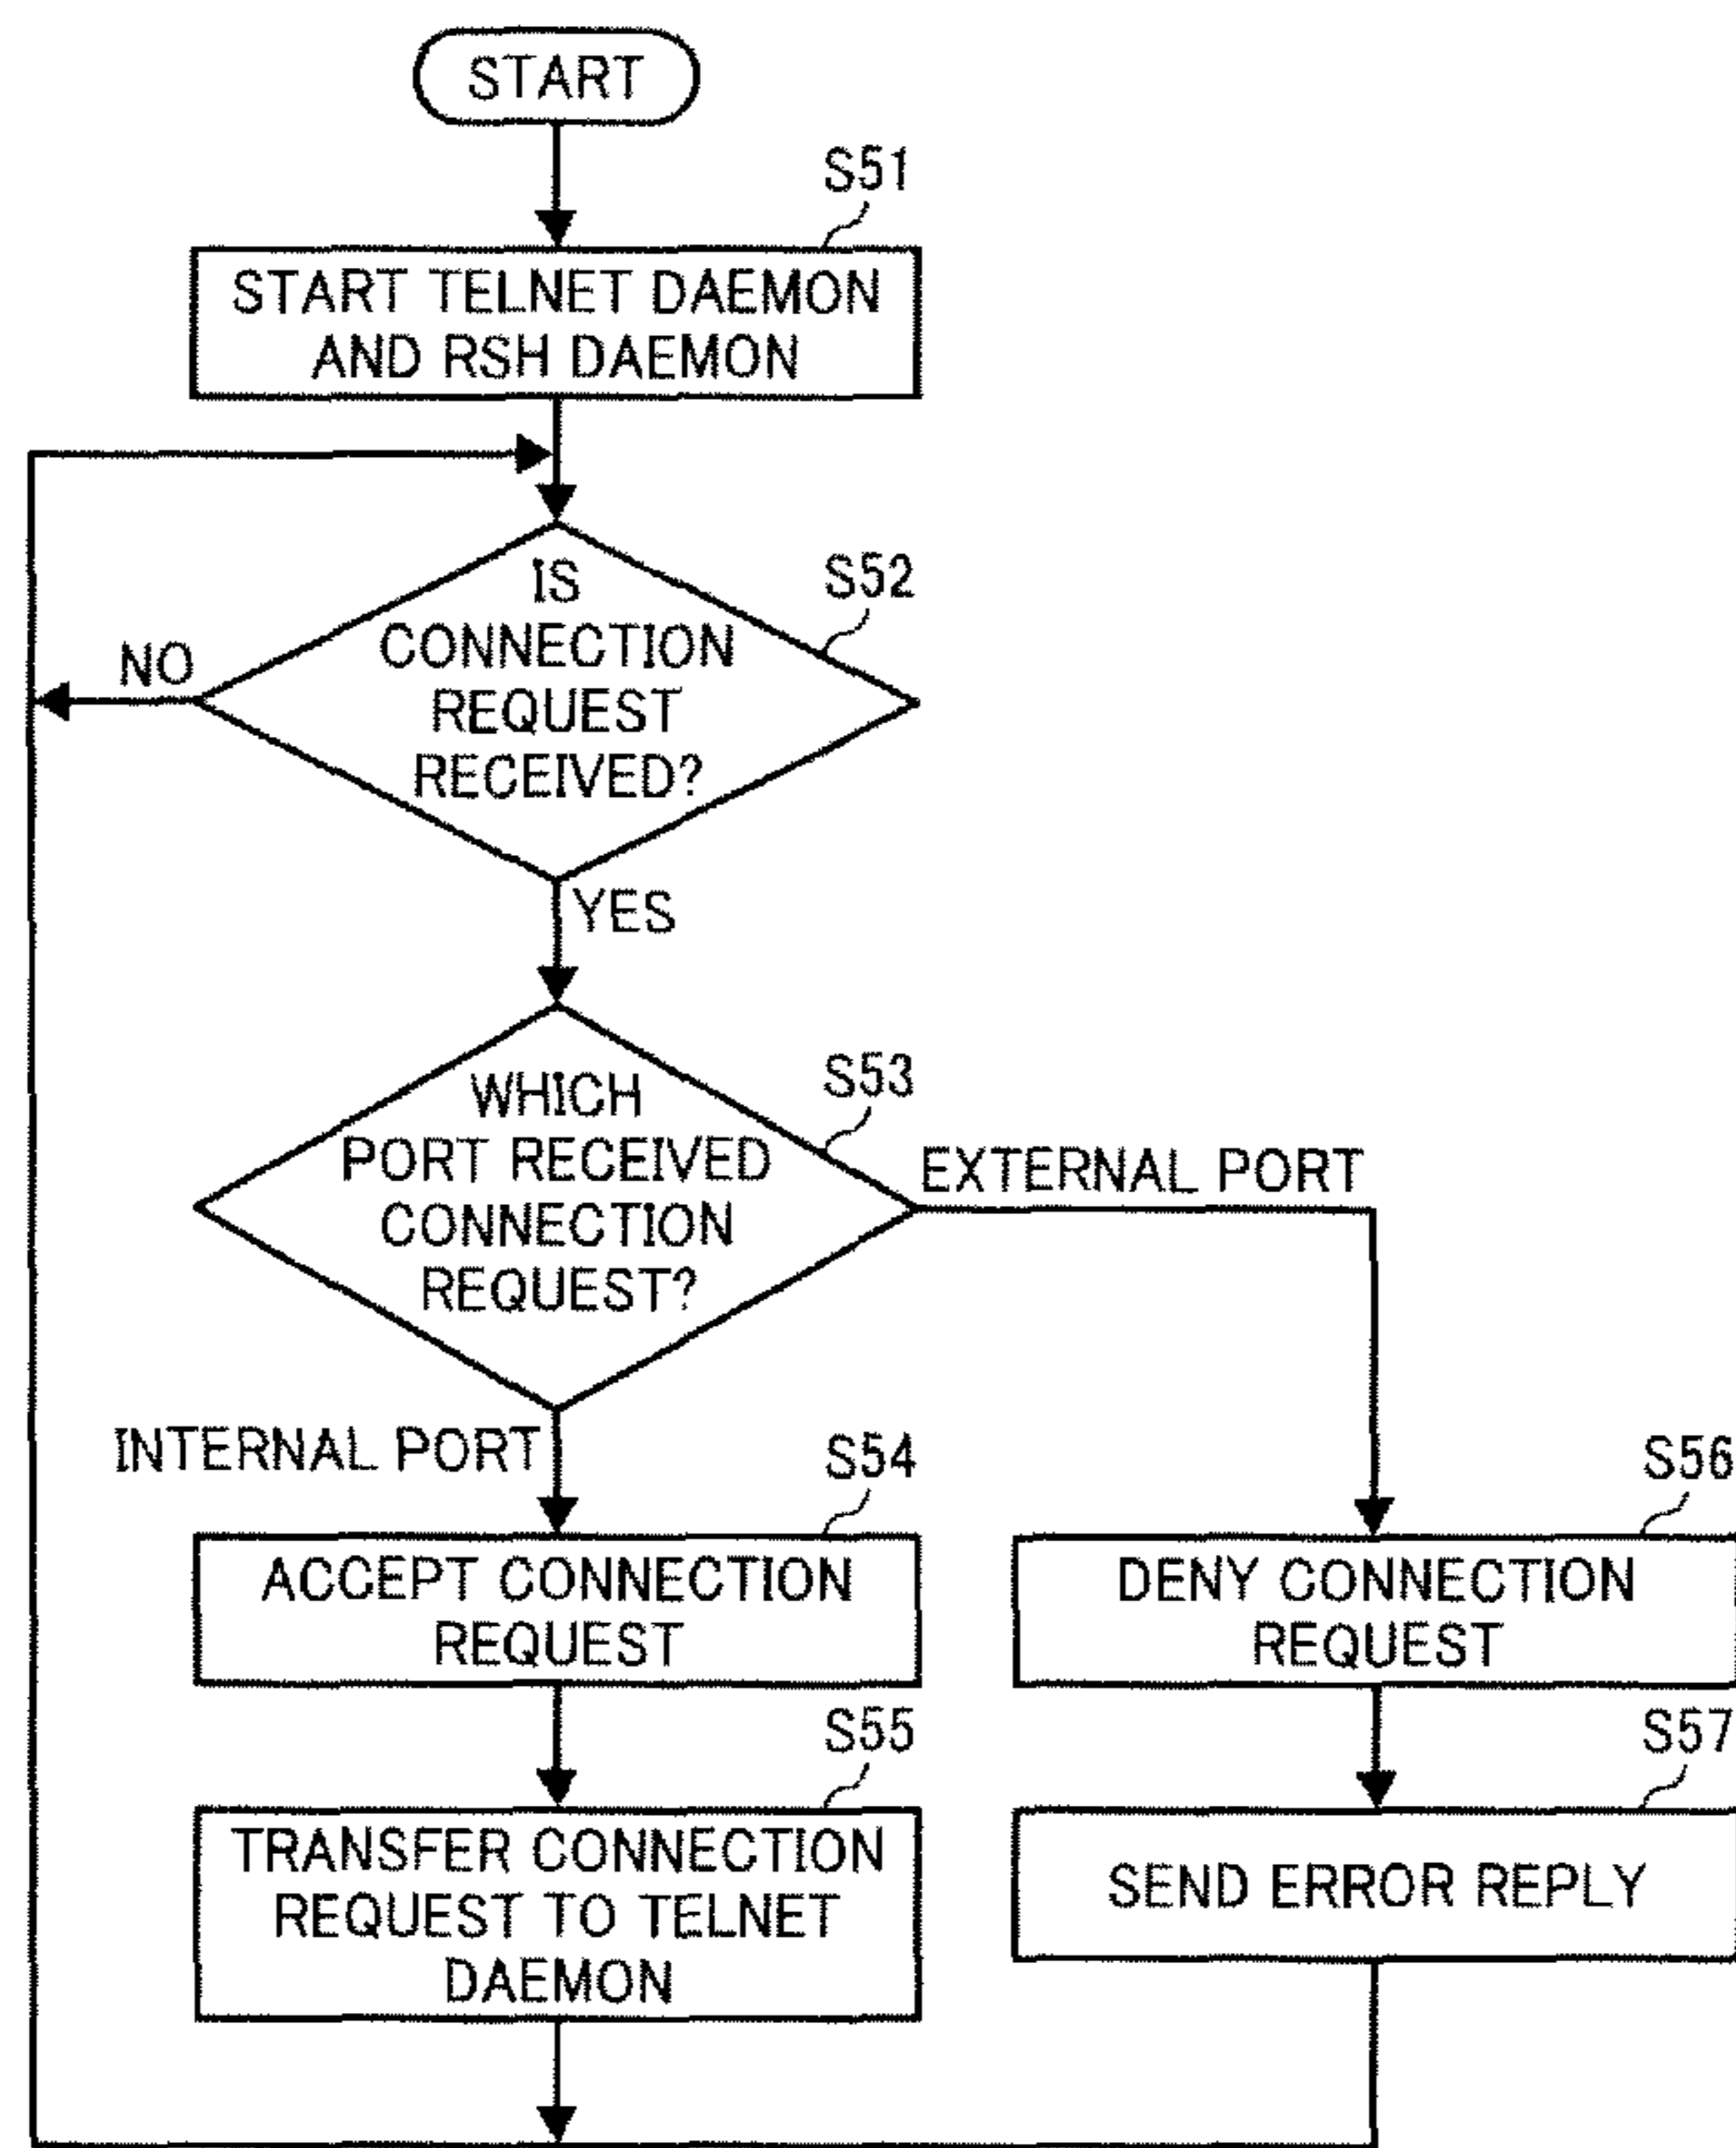 START
S51
START TELNET DAEMON
AND RSH DAEMON
S52
IS
CONNECTION
REQUEST
RECEIVED?
NO
YES
S53
WHICH
PORT RECEIVED
CONNECTION
REQUEST?
EXTERNAL PORT
INTERNAL PORT
S54
ACCEPT CONNECTION
REQUEST
S56
DENY CONNECTION
REQUEST
S55
TRANSFER CONNECTION
REQUEST TO TELNET
DAEMON
S57
SEND ERROR REPLY